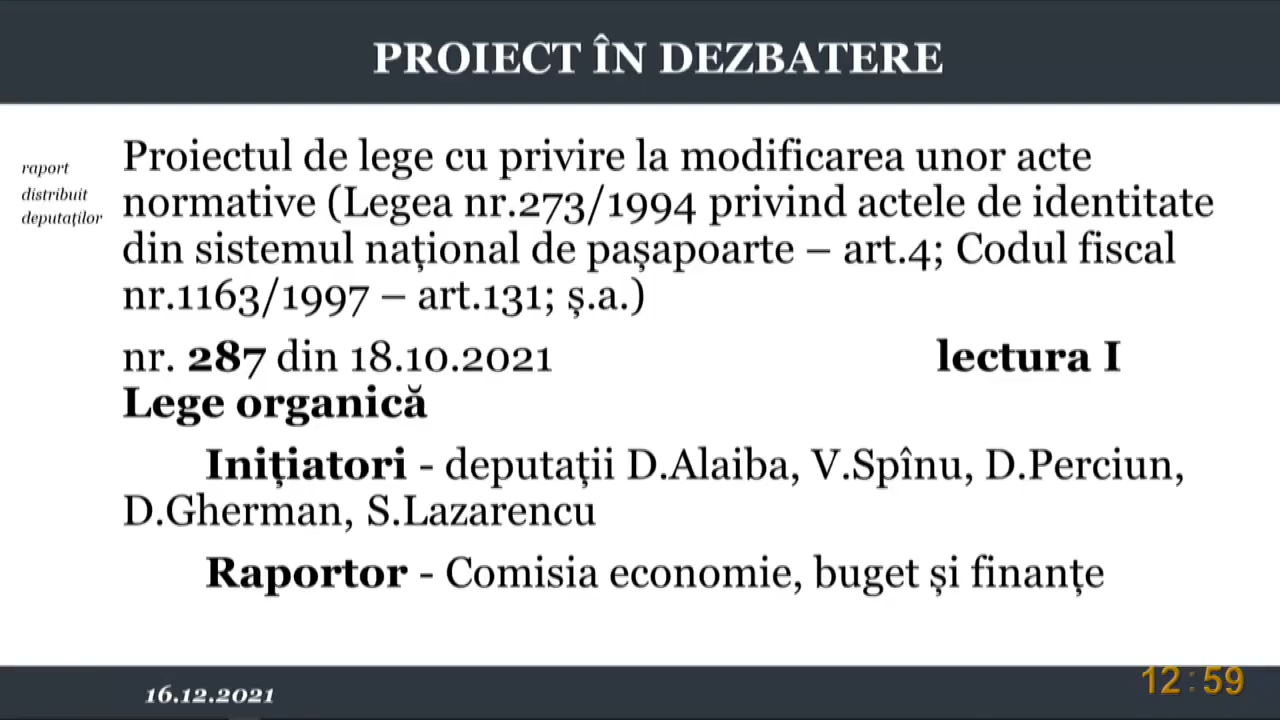 PROIECT ÎN DEZBATERE
raport
distribuit
deputaților
Proiectul de lege cu privire la modificarea unor acte
normative (Legea nr.273/1994 privind actele de identitate
din sistemul național de pașapoarte – art.4; Codul fiscal
nr.1163/1997 – art.131; ș.a.)
nr. 287 din 18.10.2021 lectura I
Lege organică
Inițiatori - deputații D.Alaiba, V.Spînu, D.Perciun,
D.Gherman, S.Lazarencu
Raportor - Comisia economie, buget și finanțe
16.12.2021
12:59